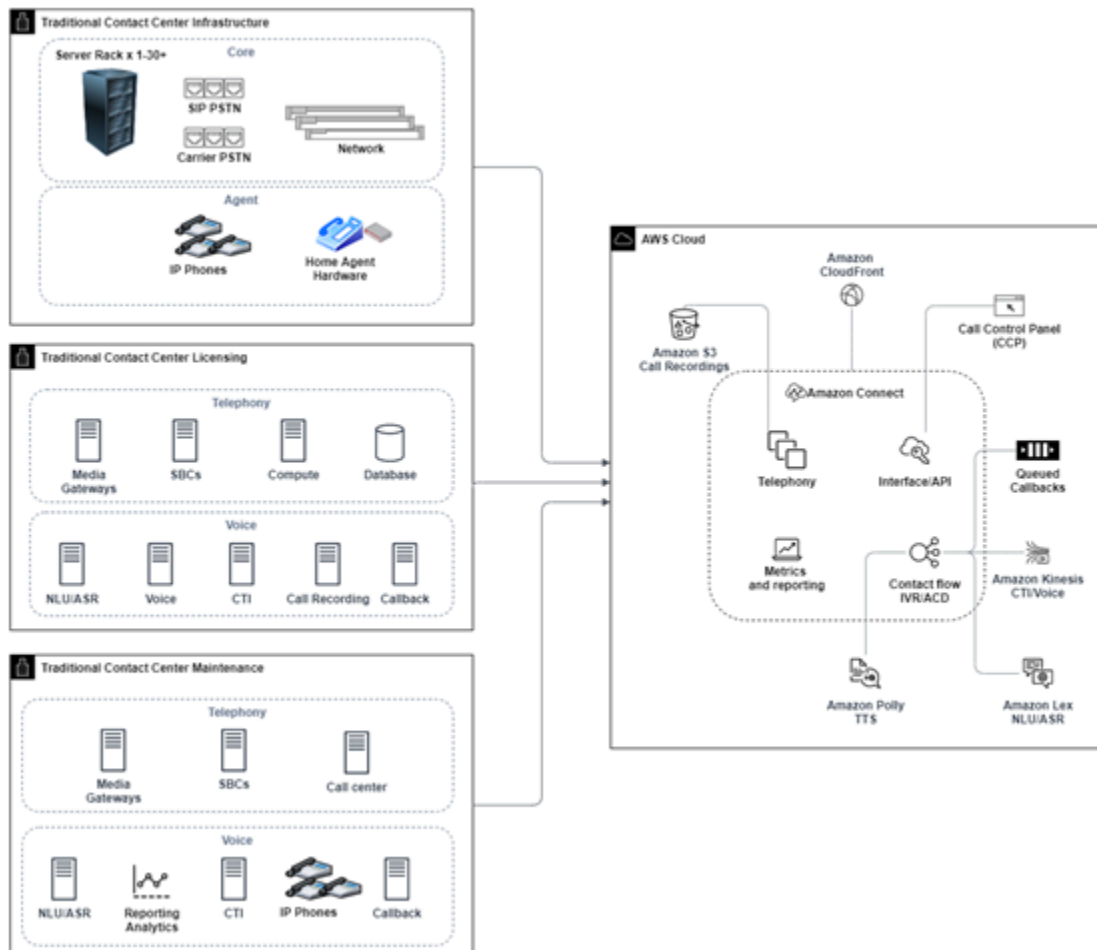 Traditional Contact Center Infrastructure
Server Rack x 1-30+
Core
SIP PSTN
Carrier PSTN
Network
Agent
IP Phones
Home Agent
Hardware
Traditional Contact Center Licensing
Telephony
Media
Gateways
SBCs
Compute
Database
Voice
NLU/ASR
Voice
CTI
Call Recording
Callback
Traditional Contact Center Maintenance
Telephony
Media
Gateways
SBCs
Call center
Voice
NLU/ASR
Reporting
Analytics
CTI
IP Phones
Callback
AWS Cloud
Amazon
CloudFront
Amazon S3
Call Recordings
Call Control Panel
(CCP)
Amazon Connect
Telephony
Interface/API
Queued
Callbacks
Metrics
and reporting
Contact flow
IVR/ACD
Amazon Kinesis
CTI/Voice
Amazon Polly
TTS
Amazon Lex
NLU/ASR